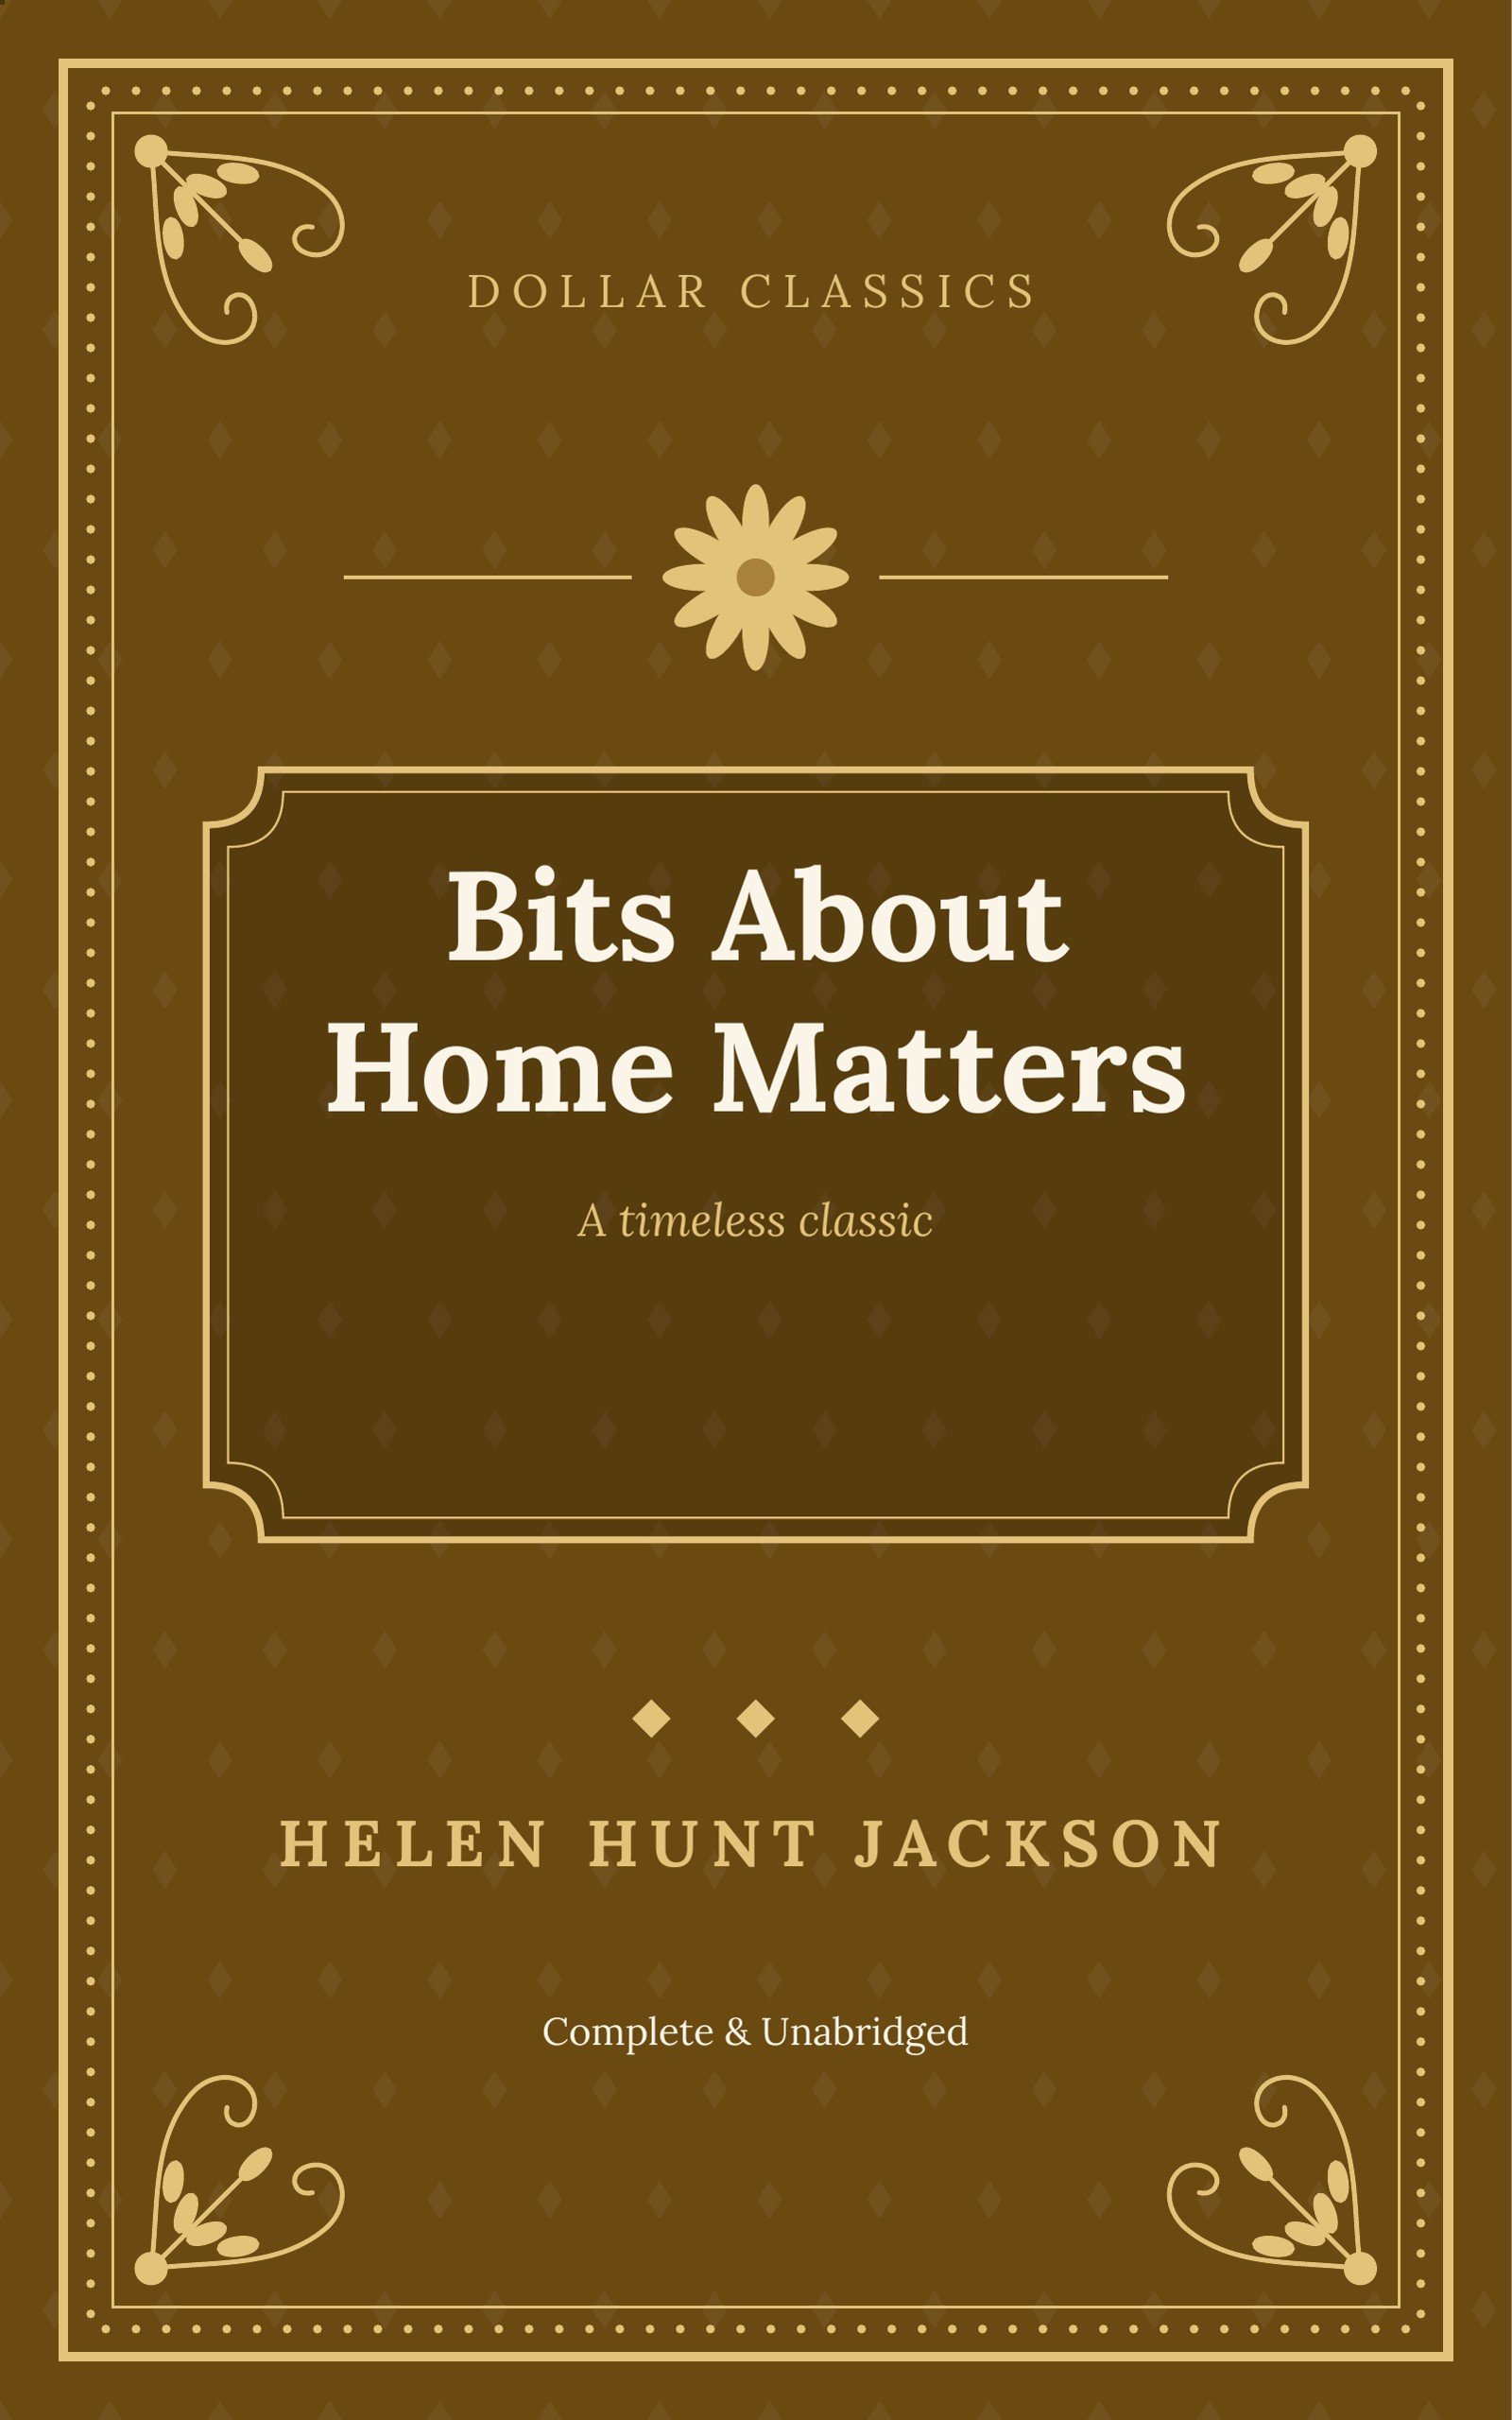 DOLLAR CLASSICS
Bits About
Home Matters
A timeless classic
HELEN HUNT JACKSON
Complete & Unabridged